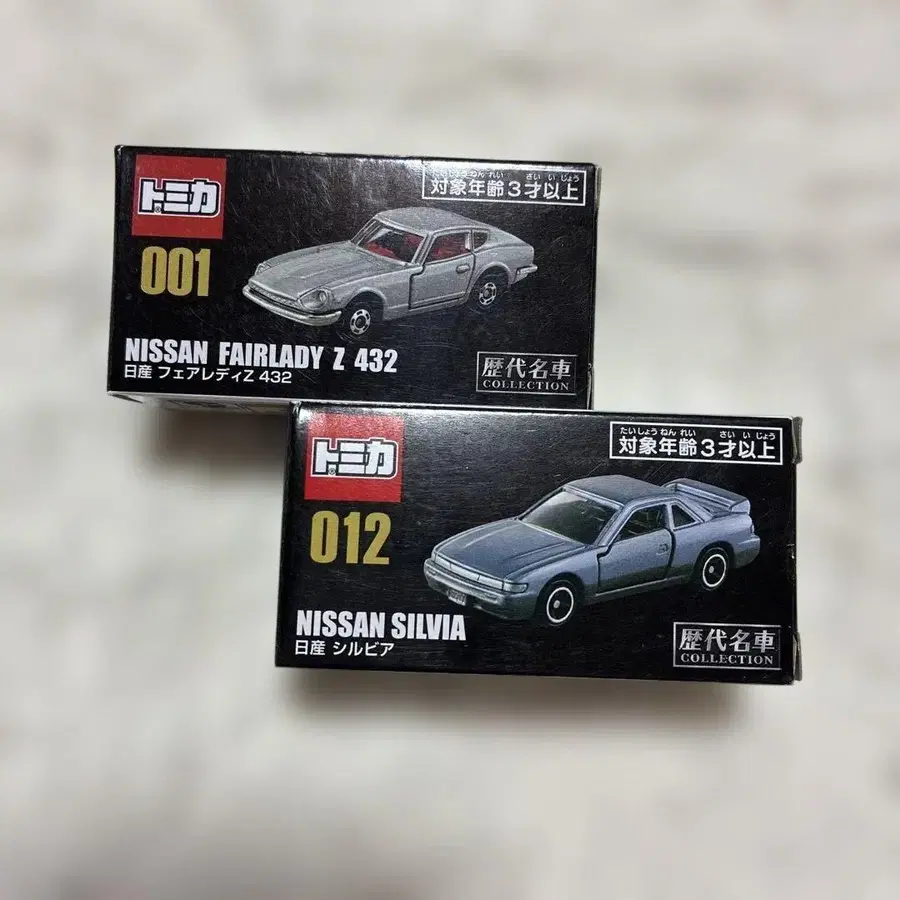 トミカ
たいしょうねんれい さい いじょう
対象年齢3才以上
001
NISSAN FAIRLADY Z 432
日産 フェアレディZ 432
歴代名車
COLLECTION
トミカ
たいしょうねんれい さい いじょう
対象年齢3才以上
012
NISSAN SILVIA
日産 シルビア
歴代名車
COLLECTION